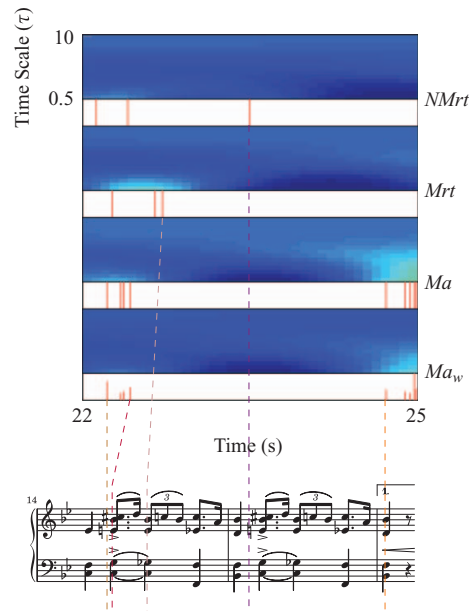 Time Scale (τ)
10
0.5
NMrt
Mrt
Ma
Maw
22
25
Time (s)
14
3
3
1.